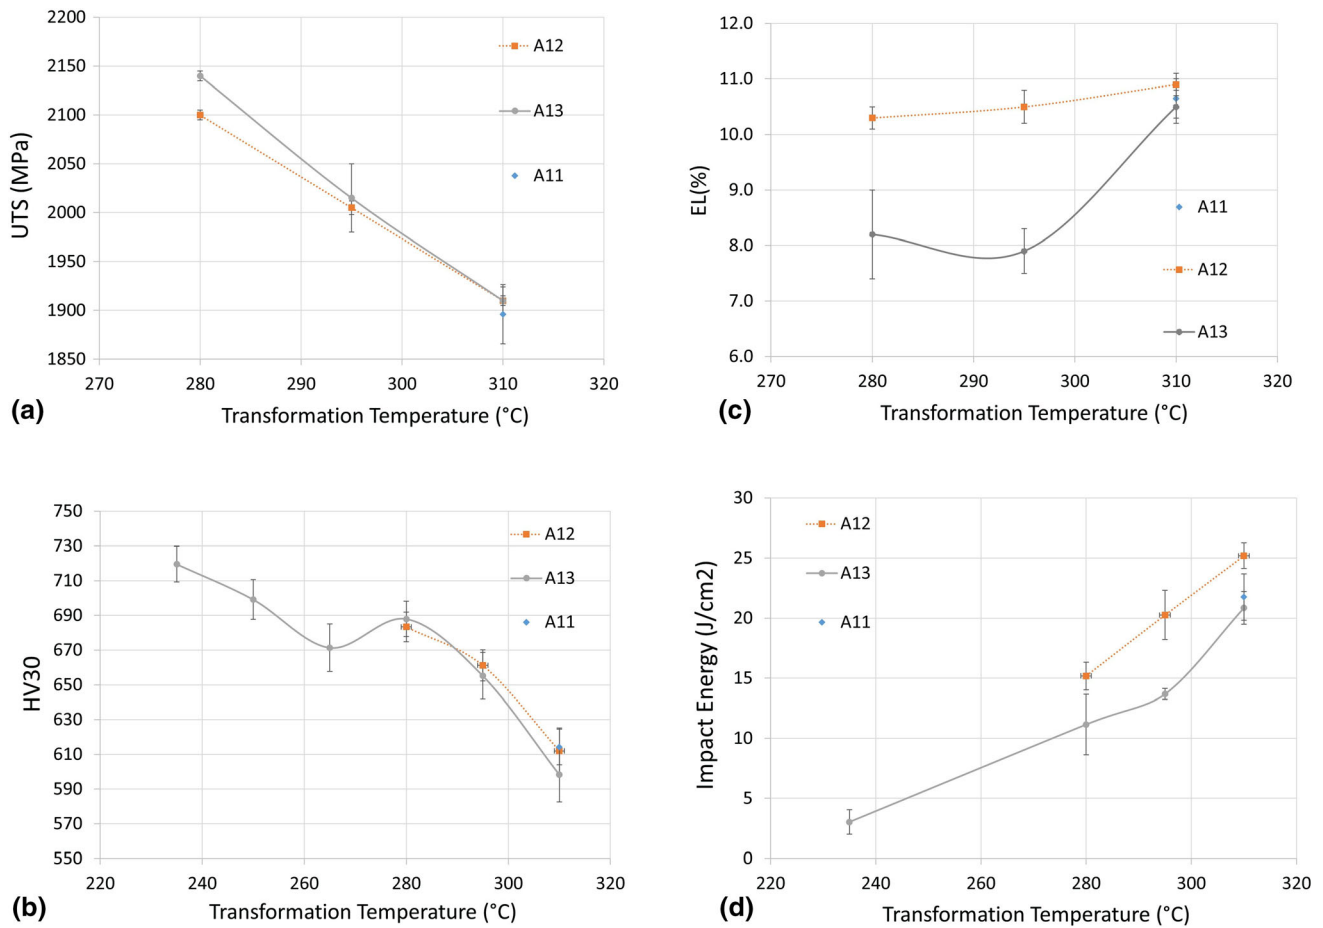 2200
2150
2100
2050
2000
1950
1900
1850
UTS (MPa)
A12
A13
A11
270 280 290 300 310 320
Transformation Temperature (°C)
(a)
12.0
11.0
10.0
9.0
8.0
7.0
6.0
EL(%)
A11
A12
A13
270 280 290 300 310 320
Transformation Temperature (°C)
(c)
750
730
710
690
670
650
630
610
590
570
550
HV30
A12
A13
A11
220 240 260 280 300 320
Transformation Temperature (°C)
(b)
30
25
20
15
10
5
0
Impact Energy (J/cm2)
A12
A13
A11
220 240 260 280 300 320
Transformation Temperature (°C)
(d)